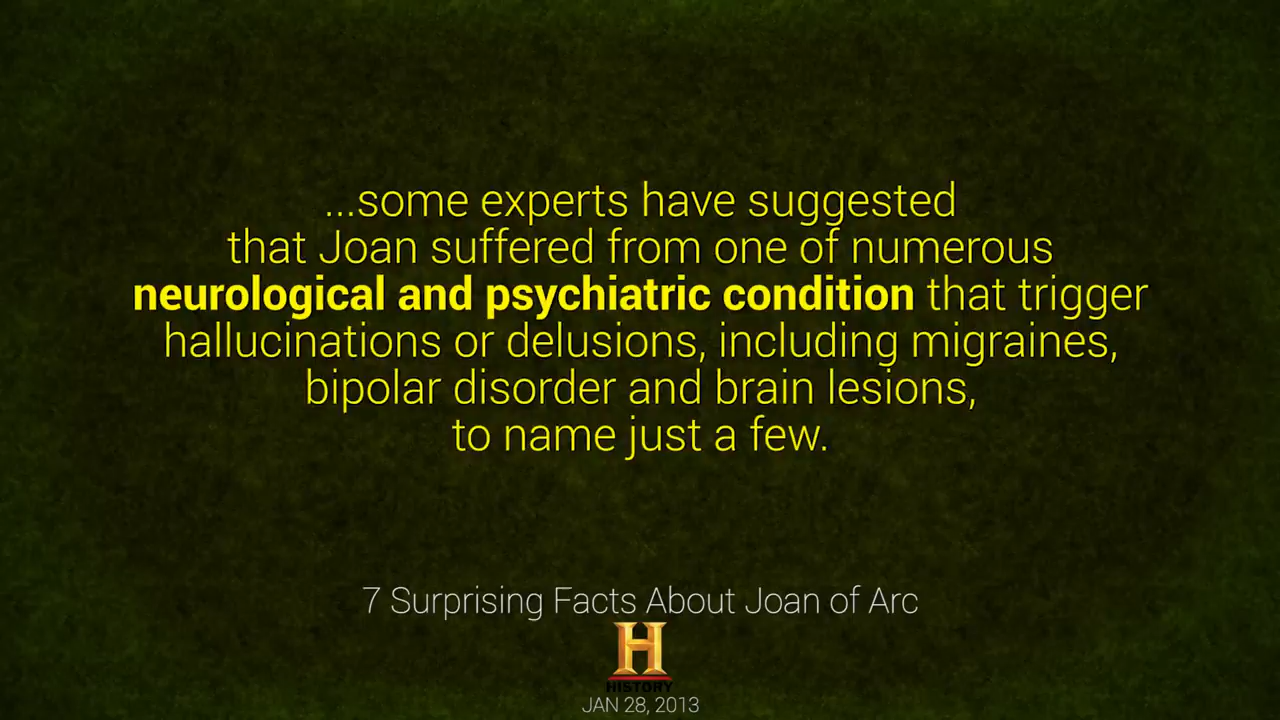 ...some experts have suggested
that Joan suffered from one of numerous
neurological and psychiatric condition that trigger
hallucinations or delusions, including migraines,
bipolar disorder and brain lesions,
to name just a few.
7 Surprising Facts About Joan of Arc
H
HISTORY
JAN 28, 2013